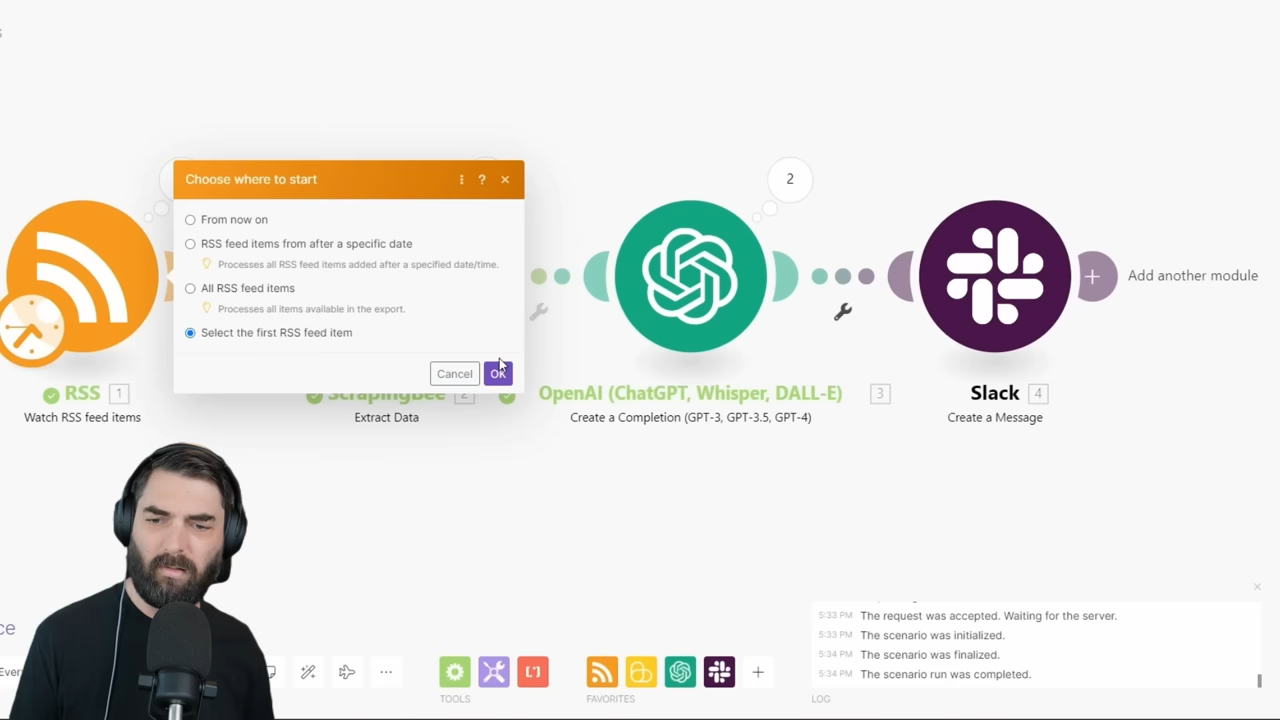 s
Choose where to start
?
From now on
RSS feed items from after a specific date
Processes all RSS feed items added after a specified date/time.
All RSS feed items
Processes all items available in the export.
Select the first RSS feed item
Cancel
OK
2
Add another module
RSS 1
Watch RSS feed items
ScrapingBee 2
Extract Data
OpenAI (ChatGPT, Whisper, DALL-E) 3
Create a Completion (GPT-3, GPT-3.5, GPT-4)
Slack 4
Create a Message
ce
Ever
TOOLS
FAVORITES
5:33 PM The request was accepted. Waiting for the server.
5:33 PM The scenario was initialized.
5:34 PM The scenario was finalized.
5:34 PM The scenario run was completed.
LOG